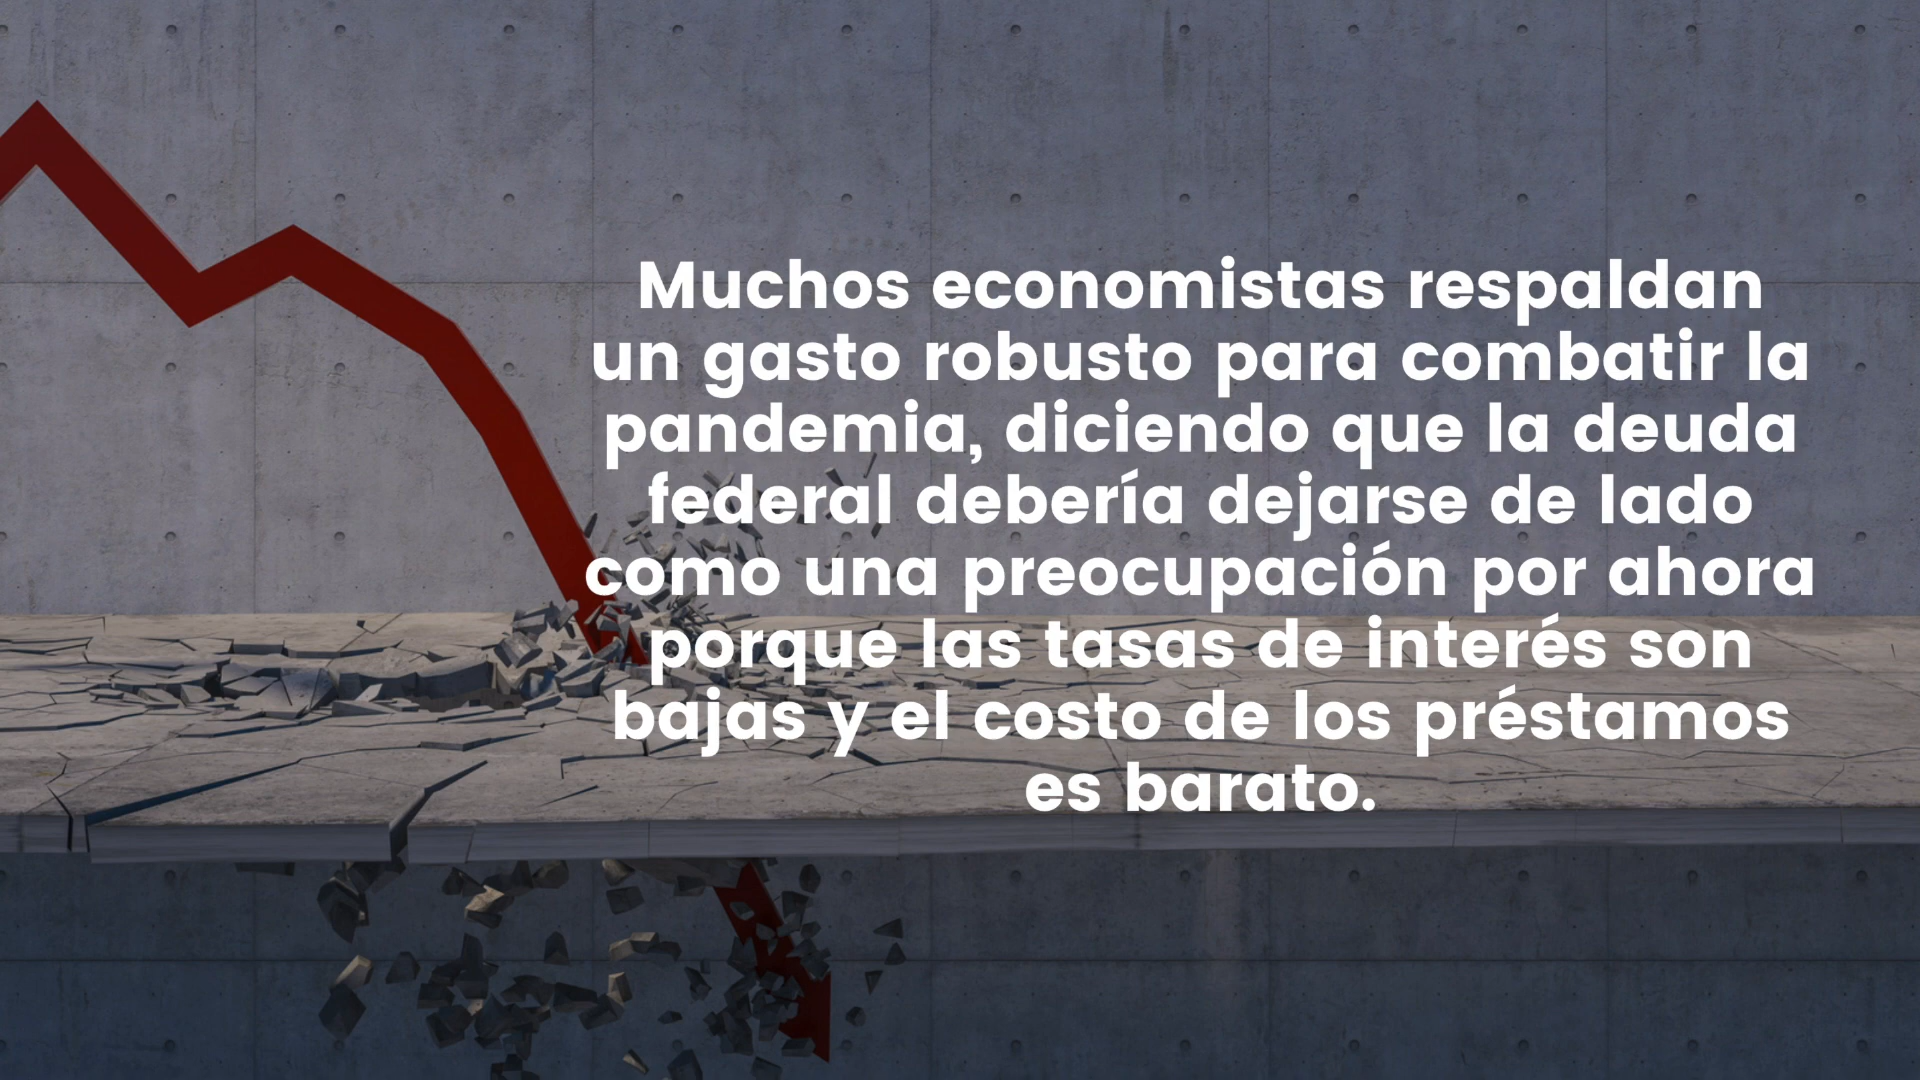 Muchos economistas respaldan
un gasto robusto para combatir la
pandemia, diciendo que la deuda
federal debería dejarse de lado
como una preocupación por ahora
porque las tasas de interés son
bajas y el costo de los préstamos
es barato.